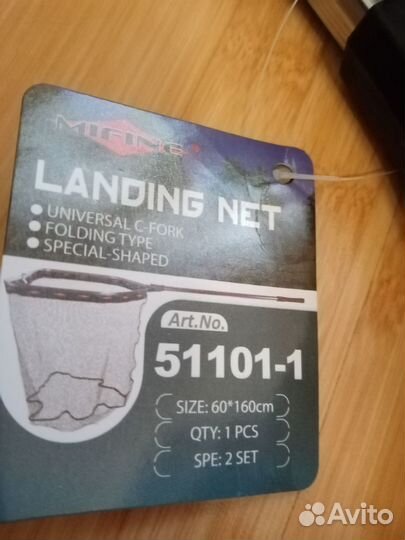 MIFINE
LANDING NET
● UNIVERSAL C-FORK
● FOLDING TYPE
● SPECIAL-SHAPED
Art.No.
51101-1
SIZE: 60*160cm
QTY: 1 PCS
SPE: 2 SET
Avito